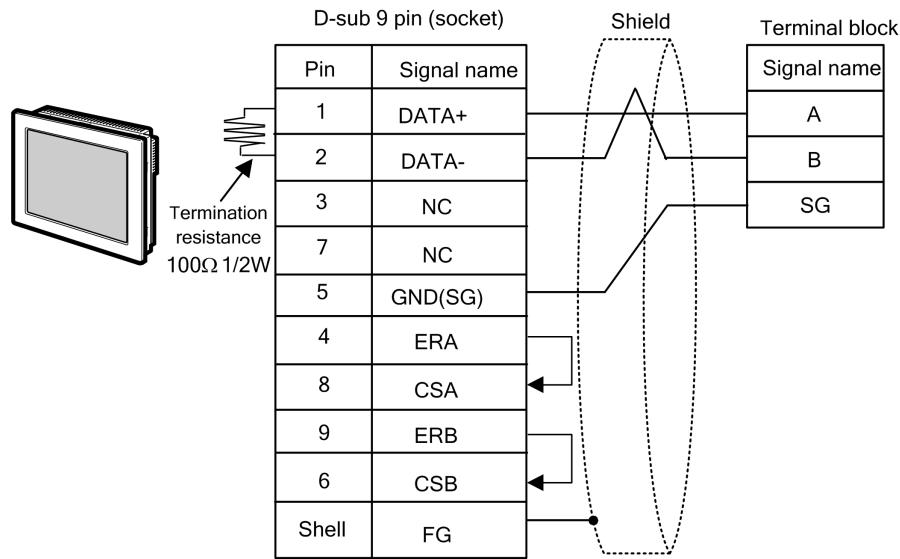 D-sub 9 pin (socket)
Shield
Terminal block
Pin Signal name
1 DATA+
2 DATA-
3 NC
7 NC
5 GND(SG)
4 ERA
8 CSA
9 ERB
6 CSB
Shell FG
Termination
resistance
100Ω 1/2W
Signal name
A
B
SG